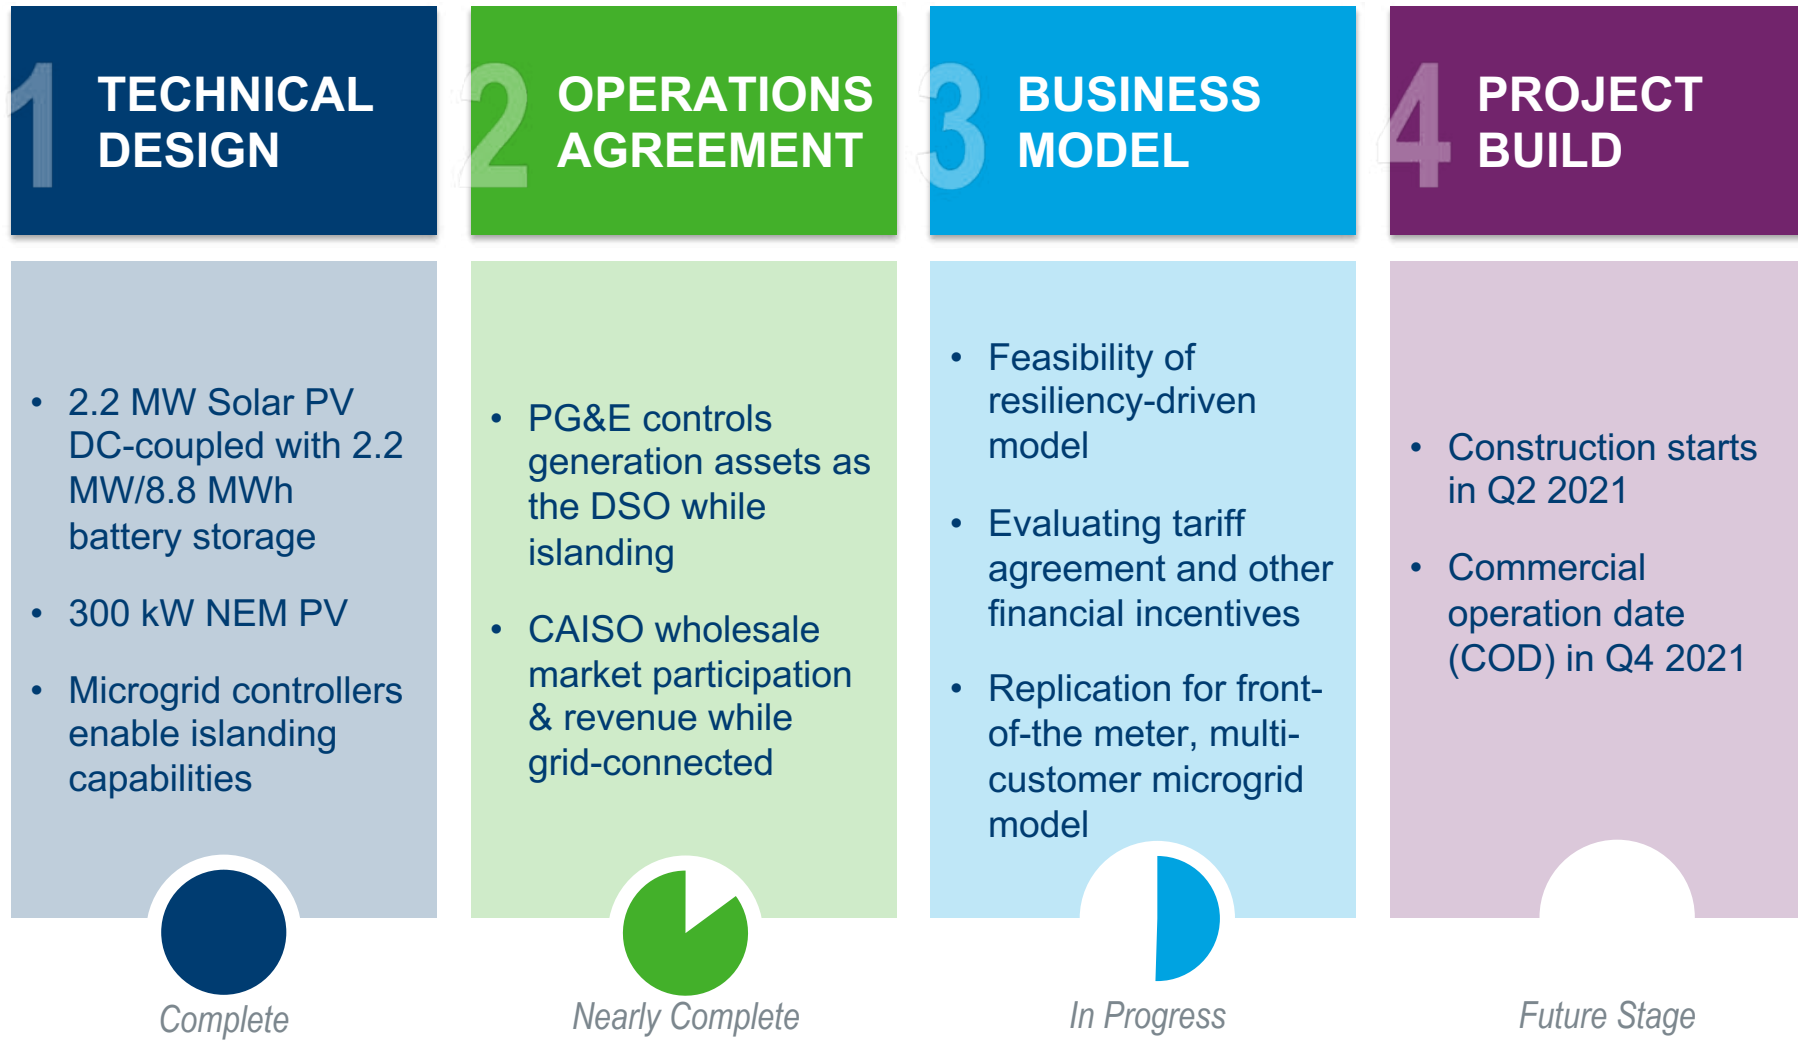 1
TECHNICAL
DESIGN
• 2.2 MW Solar PV
DC-coupled with 2.2
MW/8.8 MWh
battery storage
• 300 kW NEM PV
• Microgrid controllers
enable islanding
capabilities
Complete
2
OPERATIONS
AGREEMENT
• PG&E controls
generation assets as
the DSO while
islanding
• CAISO wholesale
market participation
& revenue while
grid-connected
Nearly Complete
3
BUSINESS
MODEL
• Feasibility of
resiliency-driven
model
• Evaluating tariff
agreement and other
financial incentives
• Replication for front-
of-the meter, multi-
customer microgrid
model
In Progress
4
PROJECT
BUILD
• Construction starts
in Q2 2021
• Commercial
operation date
(COD) in Q4 2021
Future Stage